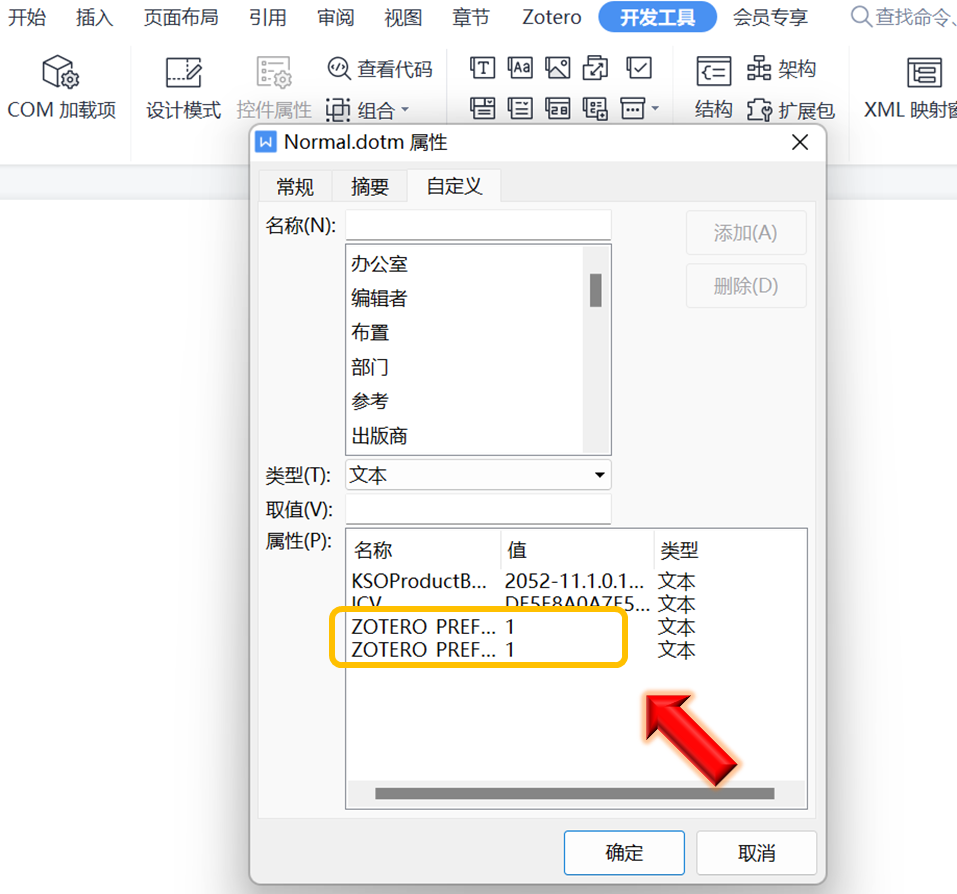 开始 插入 页面布局 引用 审阅 视图 章节 Zotero 开发工具 会员专享 查找命令、
COM 加载项 设计模式 控件属性 查看代码 组合 结构 架构 扩展包 XML 映射窗
Normal.dotm 属性
常规 摘要 自定义
名称(N): 添加(A)
办公室 删除(D)
编辑者
布置
部门
参考
出版商
类型(T): 文本
取值(V):
属性(P):
名称 值 类型
KSOProductB... 2052-11.1.0.1... 文本
ICV DE5E8A0A7F5... 文本
ZOTERO_PREF... 1 文本
ZOTERO_PREF... 1 文本
确定 取消